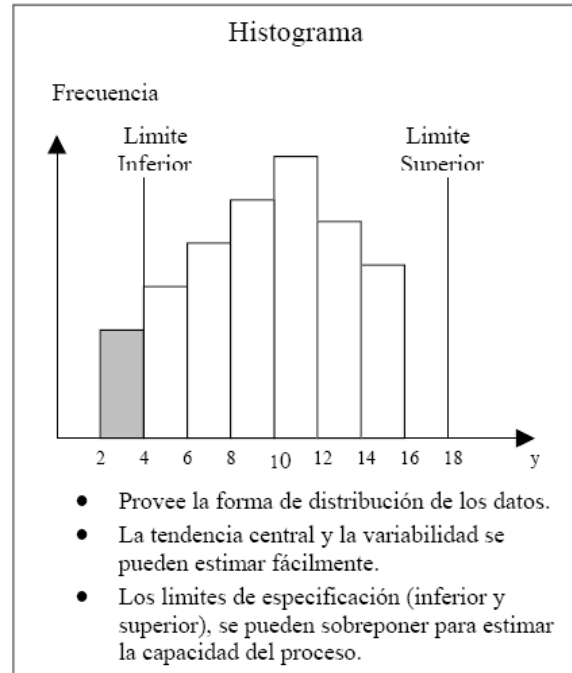 Histograma
Frecuencia
Limite
Inferior
Limite
Superior
2 4 6 8 10 12 14 16 18 y
• Provee la forma de distribución de los datos.
• La tendencia central y la variabilidad se
pueden estimar fácilmente.
• Los limites de especificación (inferior y
superior), se pueden sobreponer para estimar
la capacidad del proceso.